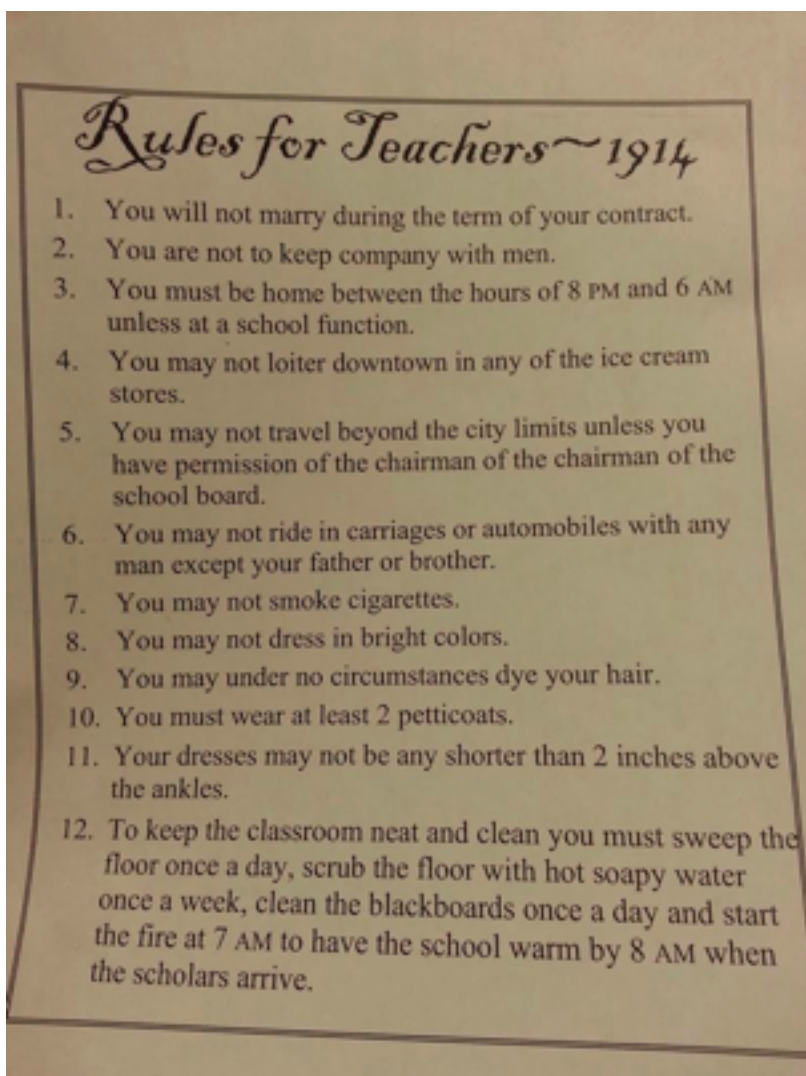 Rules for Teachers~1914
1. You will not marry during the term of your contract.
2. You are not to keep company with men.
3. You must be home between the hours of 8 PM and 6 AM
unless at a school function.
4. You may not loiter downtown in any of the ice cream
stores.
5. You may not travel beyond the city limits unless you
have permission of the chairman of the chairman of the
school board.
6. You may not ride in carriages or automobiles with any
man except your father or brother.
7. You may not smoke cigarettes.
8. You may not dress in bright colors.
9. You may under no circumstances dye your hair.
10. You must wear at least 2 petticoats.
11. Your dresses may not be any shorter than 2 inches above
the ankles.
12. To keep the classroom neat and clean you must sweep the
floor once a day, scrub the floor with hot soapy water
once a week, clean the blackboards once a day and start
the fire at 7 AM to have the school warm by 8 AM when
the scholars arrive.